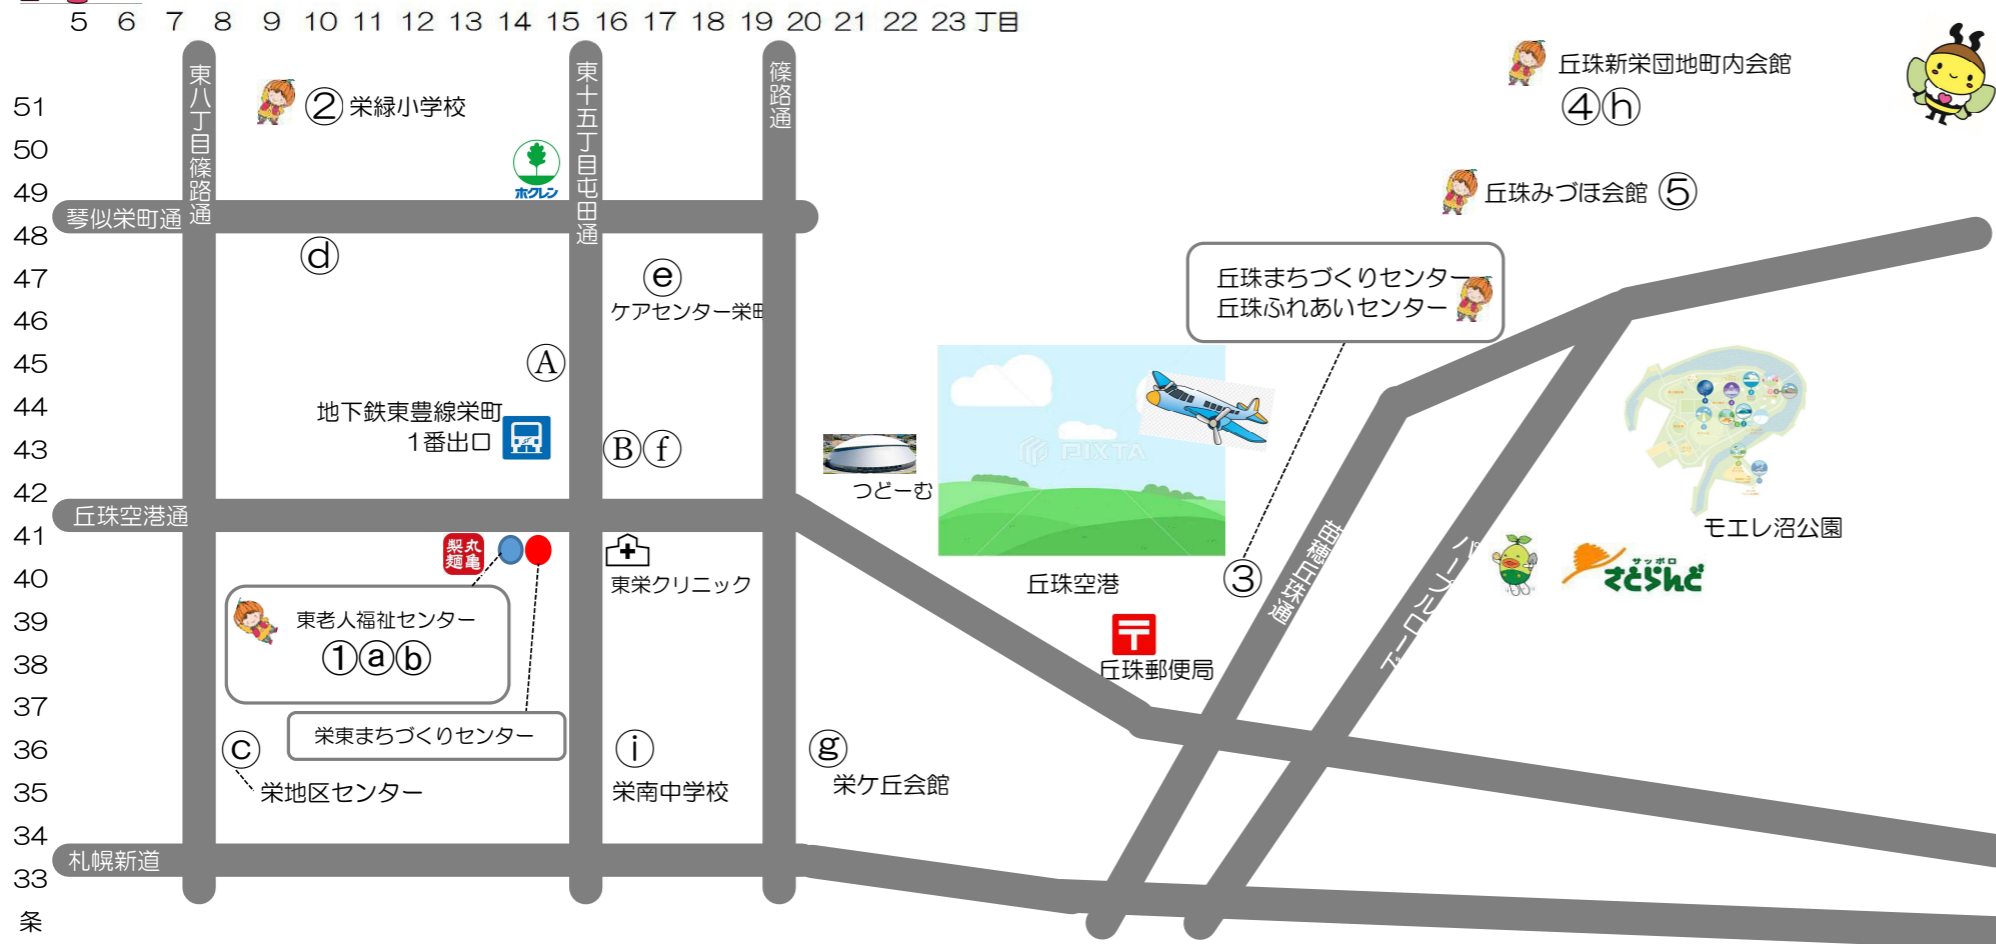 5 6 7 8 9 10 11 12 13 14 15 16 17 18 19 20 21 22 23 丁目
51
50
49
48
47
46
45
44
43
42
41
40
39
38
37
36
35
34
33
条
東八丁目篠路通
東十五丁目屯田通
篠路通
② 栄緑小学校
ホクレン
琴似栄町通
ⓓ
ⓔ
ケアセンター栄町
Ⓐ
地下鉄東豊線栄町
1番出口
Ⓑⓕ
丘珠空港通
丸亀
製麺
東栄クリニック
東老人福祉センター
①ⓐⓑ
栄東まちづくりセンター
ⓒ
栄地区センター
ⓘ
栄南中学校
ⓖ
栄ケ丘会館
札幌新道
つどーむ
PIXTA
丘珠空港
〒
丘珠郵便局
丘珠新栄団地町内会館
④ⓗ
丘珠みづほ会館 ⑤
丘珠まちづくりセンター
丘珠ふれあいセンター
③
苗穂丘珠通
パープルロード
モエレ沼公園
サッポロ
さとらんど